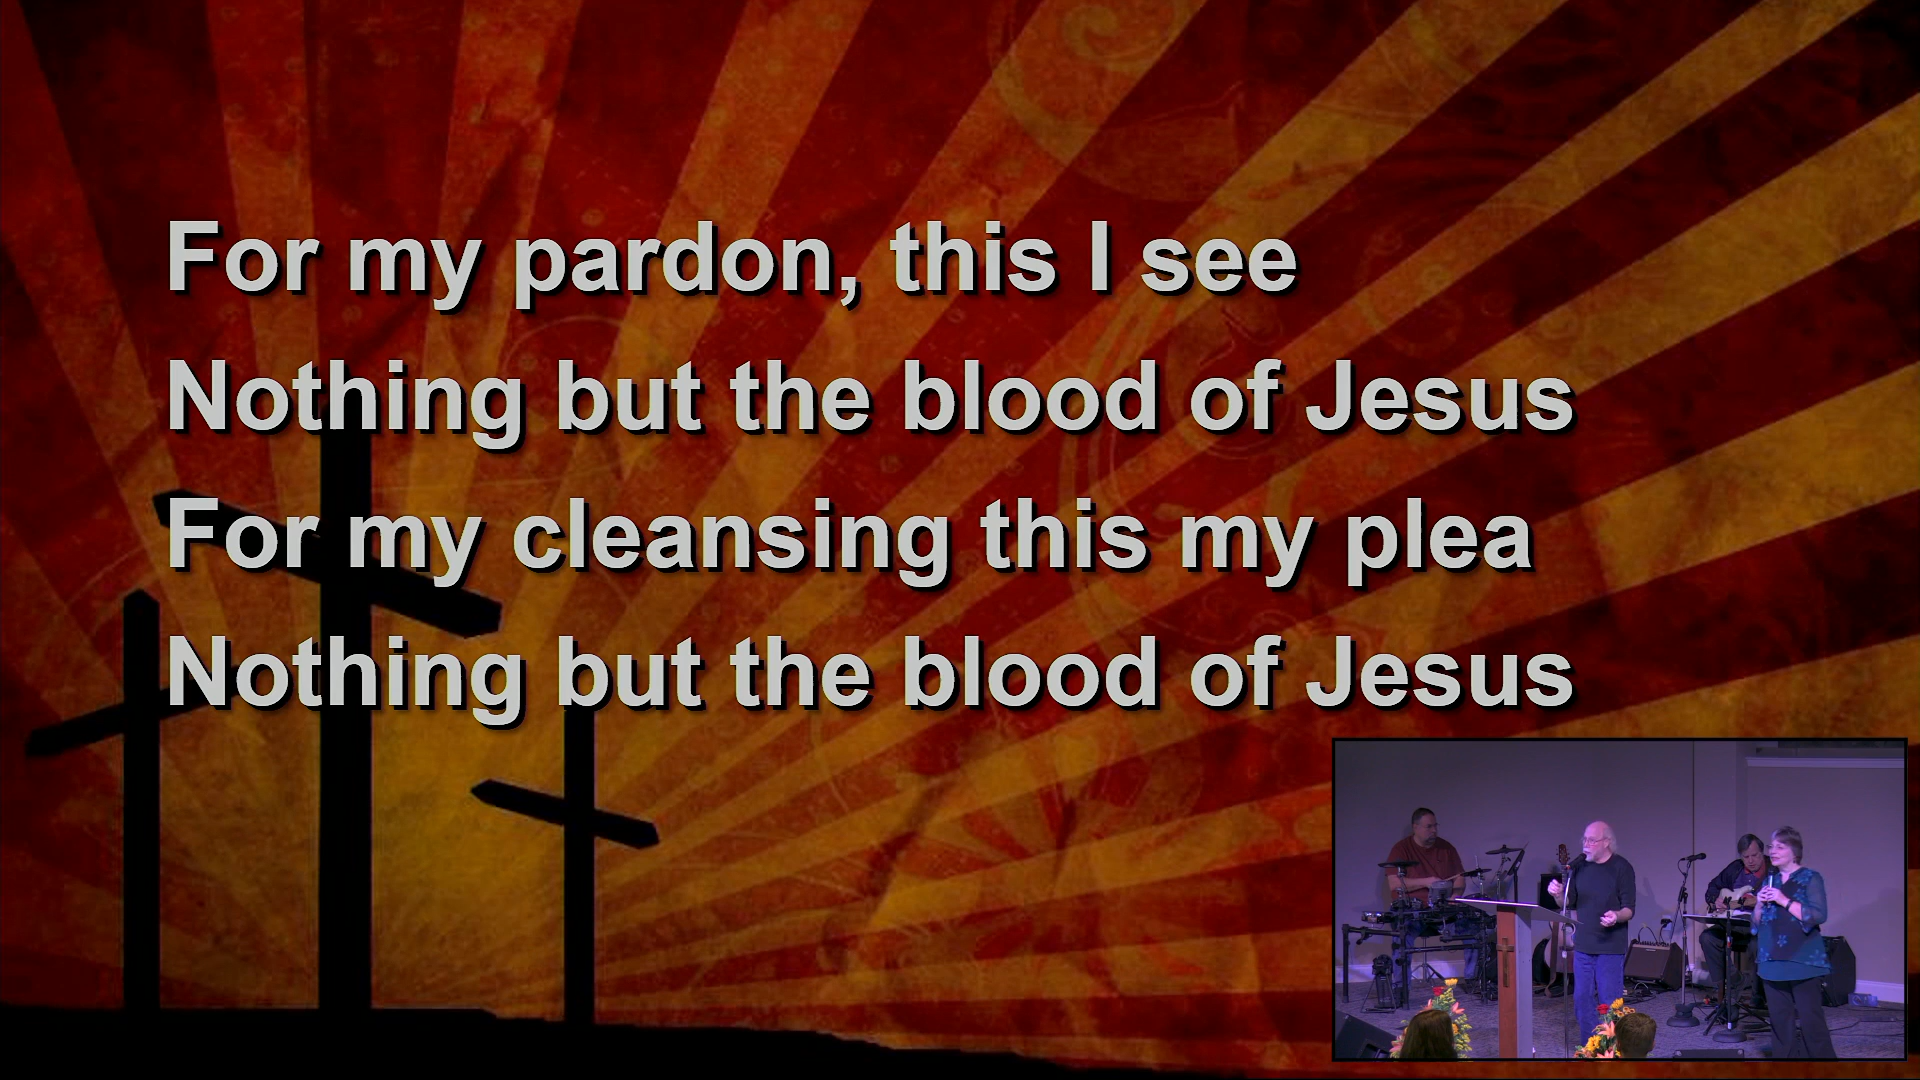 For my pardon, this I see
Nothing but the blood of Jesus
For my cleansing this my plea
Nothing but the blood of Jesus